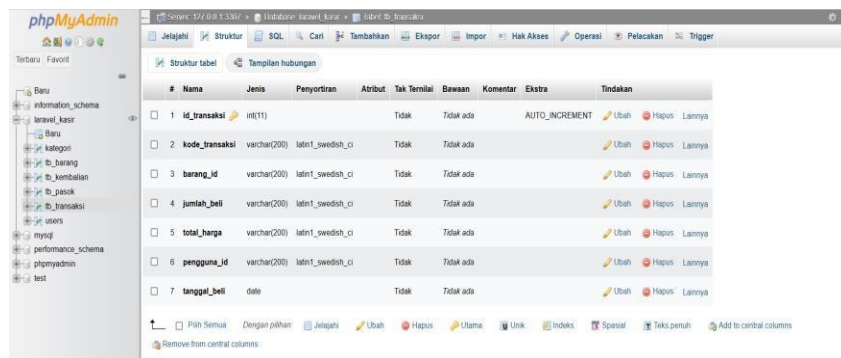 phpMyAdmin
Terbaru Favorit
Baru
information_schema
laravel_kasir
Baru
kategori
tb_barang
tb_kembalian
tb_pasok
tb_transaksi
users
mysql
performance_schema
phpmyadmin
test
Server: 127.0.0.1:3307 » Database: laravel_kasir » Tabel: tb_transaksi
Jelajahi Struktur SQL Cari Tambahkan Ekspor Impor Hak Akses Operasi Pelacakan Trigger
Struktur tabel Tampilan hubungan
# Nama Jenis Penyortiran Atribut Tak Ternilai Bawaan Komentar Ekstra Tindakan
1 id_transaksi int(11) Tidak Tidak ada AUTO_INCREMENT Ubah Hapus Lainnya
2 kode_transaksi varchar(200) latin1_swedish_ci Tidak Tidak ada Ubah Hapus Lainnya
3 barang_id varchar(200) latin1_swedish_ci Tidak Tidak ada Ubah Hapus Lainnya
4 jumlah_beli varchar(200) latin1_swedish_ci Tidak Tidak ada Ubah Hapus Lainnya
5 total_harga varchar(200) latin1_swedish_ci Tidak Tidak ada Ubah Hapus Lainnya
6 pengguna_id varchar(200) latin1_swedish_ci Tidak Tidak ada Ubah Hapus Lainnya
7 tanggal_beli date Tidak Tidak ada Ubah Hapus Lainnya
Pilih Semua Dengan pilihan: Jelajahi Ubah Hapus Utama Unik Indeks Spasial Teks penuh Add to central columns
Remove from central columns